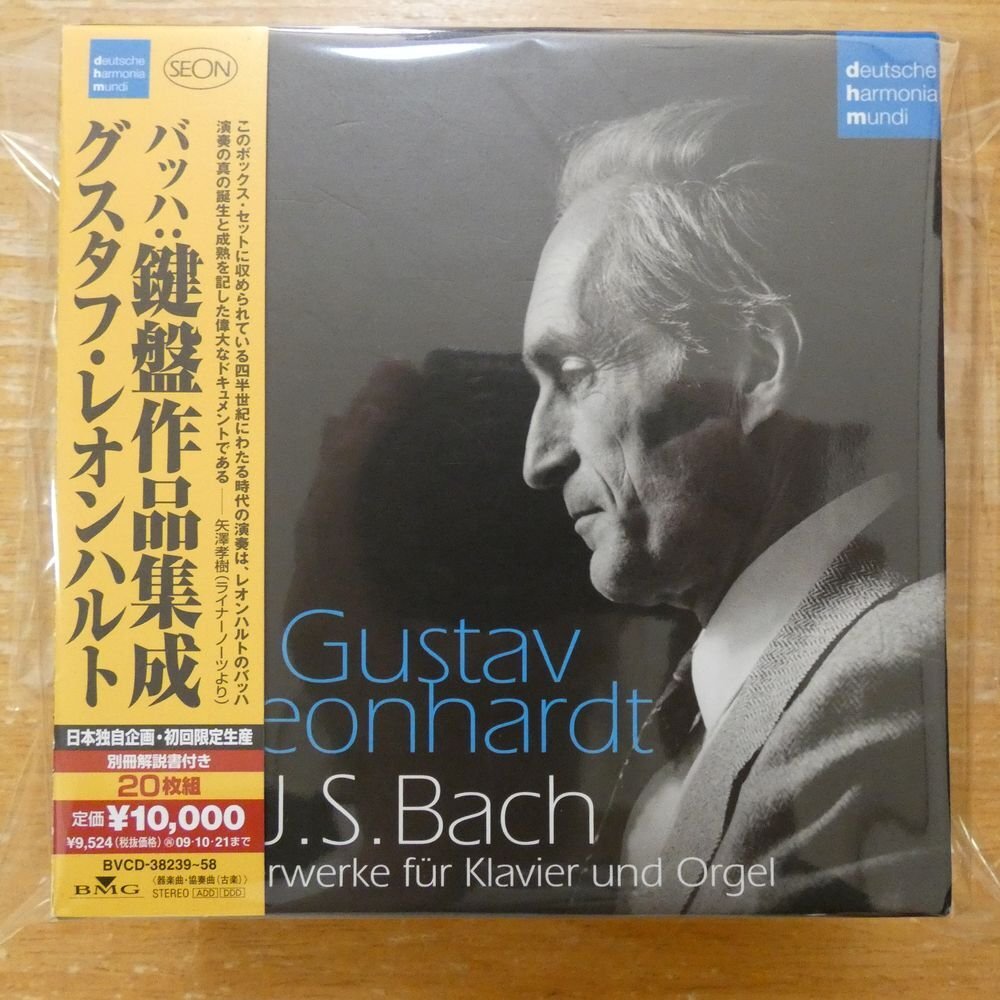 deutsche
harmonia
mundi
SEON
このボックス・セットに収められている四半世紀にわたる時代の演奏は、レオンハルトのバッハ
演奏の真の誕生と成熟を記した偉大なドキュメントである ── 矢澤孝樹(ライナーノーツより)
バッハ:鍵盤作品集成
グスタフ・レオンハルト
日本独自企画・初回限定生産
別冊解説書付き
20枚組
定価¥10,000
¥9,524(税抜価格)㋐09・10・21まで
BVCD-38239~58
BMG
〈器楽曲・協奏曲(古楽)〉
STEREO ADD DDD
deutsche
harmonia
mundi
Gustav
eonhardt
J.S.Bach
rwerke für Klavier und Orgel